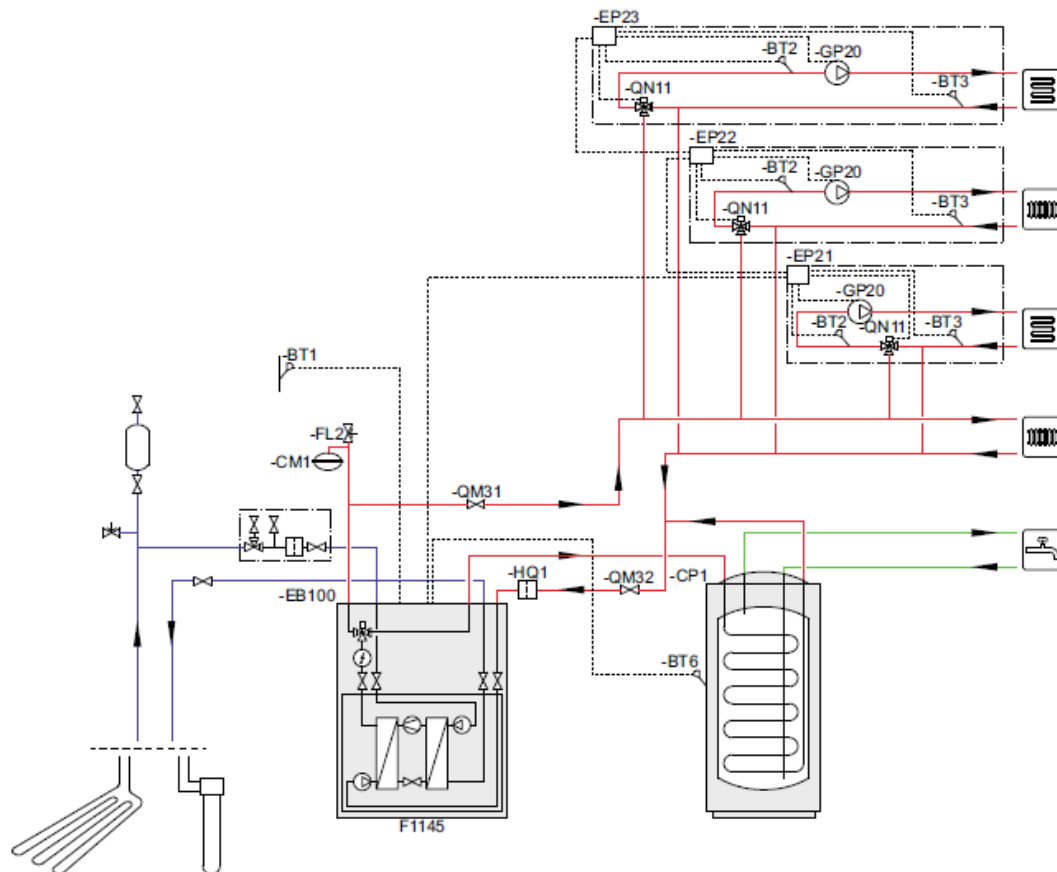 -EP23
-BT2
-GP20
-BT3
-QN11
-EP22
-BT2
-GP20
-BT3
-QN11
-EP21
-GP20
-BT2
-QN11
-BT3
-BT1
-FL2
-CM1
-QM31
-HQ1
-QM32
-CP1
-EB100
-BT6
F1145